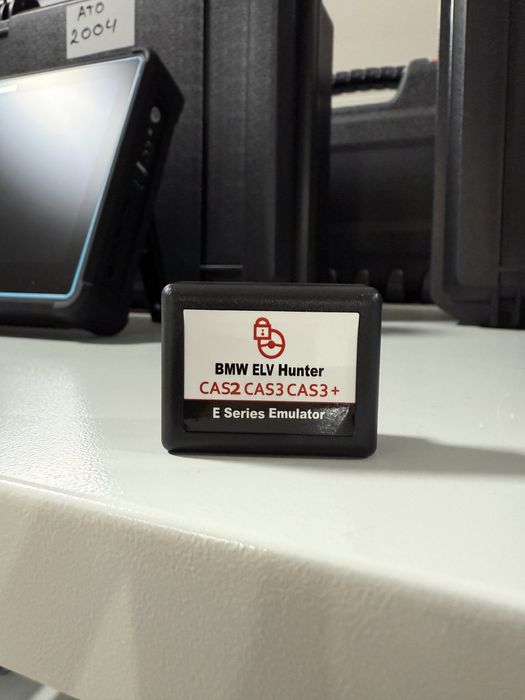 ATO
2004
BMW ELV Hunter
CAS2 CAS3 CAS3+
E Series Emulator